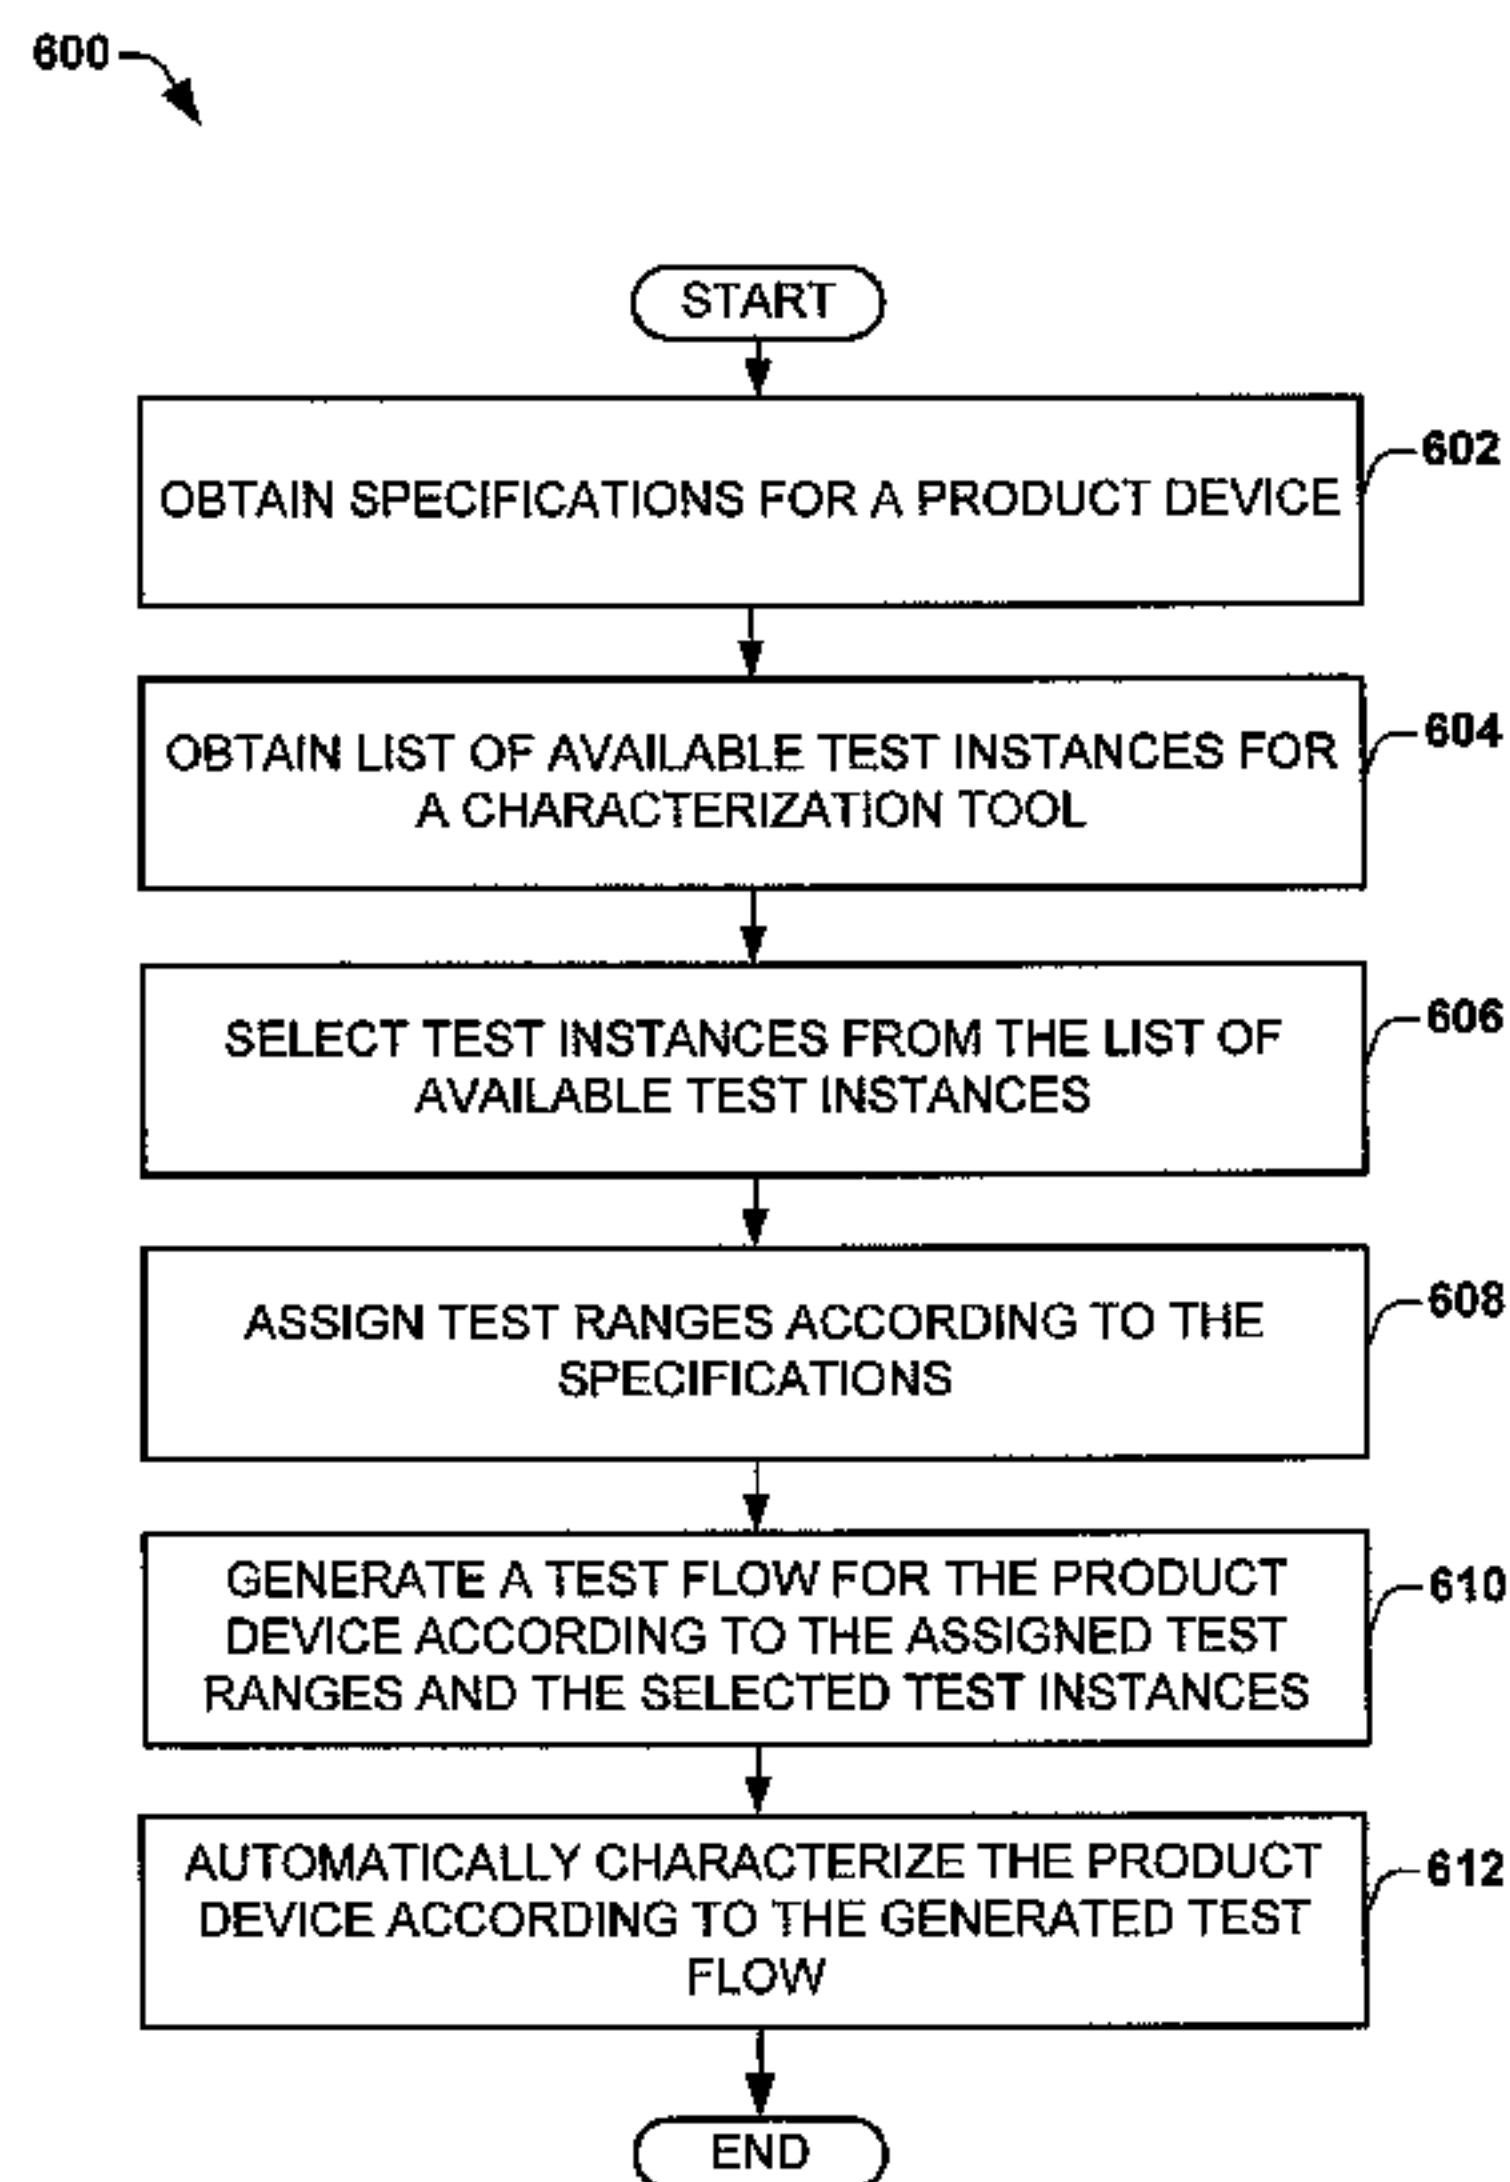 600
START
OBTAIN SPECIFICATIONS FOR A PRODUCT DEVICE
602
OBTAIN LIST OF AVAILABLE TEST INSTANCES FOR
A CHARACTERIZATION TOOL
604
SELECT TEST INSTANCES FROM THE LIST OF
AVAILABLE TEST INSTANCES
606
ASSIGN TEST RANGES ACCORDING TO THE
SPECIFICATIONS
608
GENERATE A TEST FLOW FOR THE PRODUCT
DEVICE ACCORDING TO THE ASSIGNED TEST
RANGES AND THE SELECTED TEST INSTANCES
610
AUTOMATICALLY CHARACTERIZE THE PRODUCT
DEVICE ACCORDING TO THE GENERATED TEST
FLOW
612
END